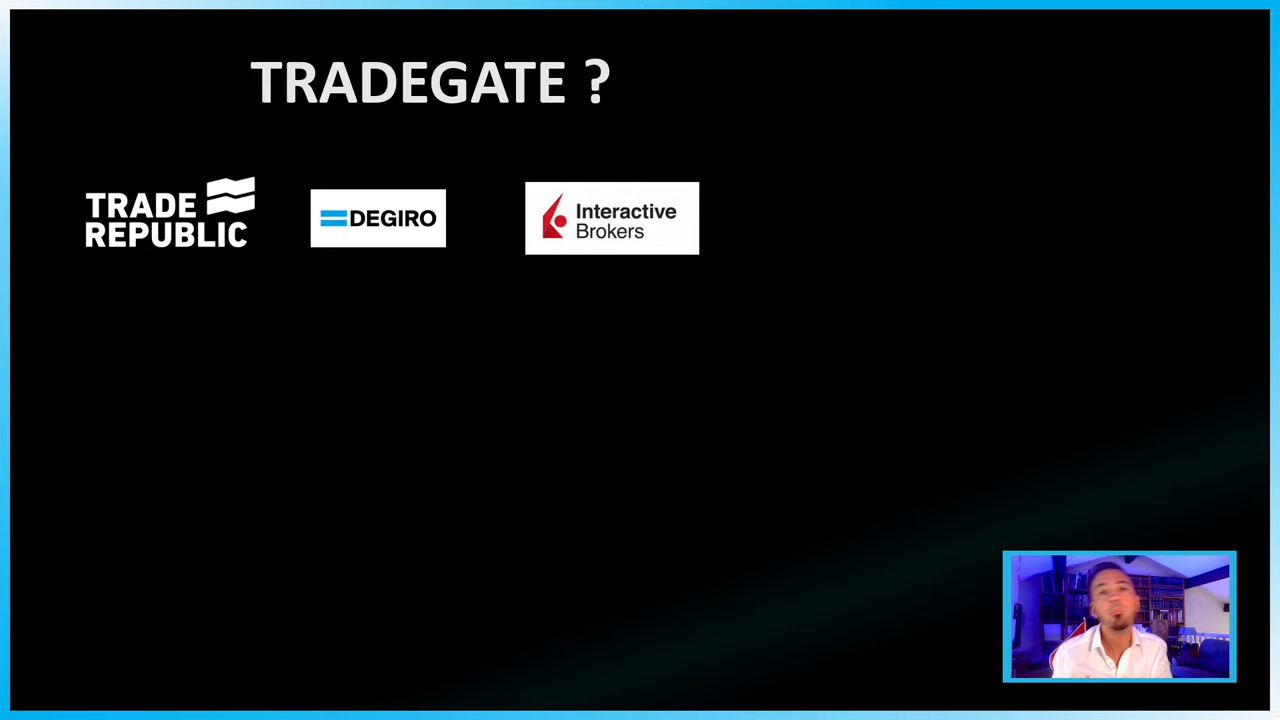 TRADEGATE ?
TRADE
REPUBLIC
DEGIRO
Interactive
Brokers